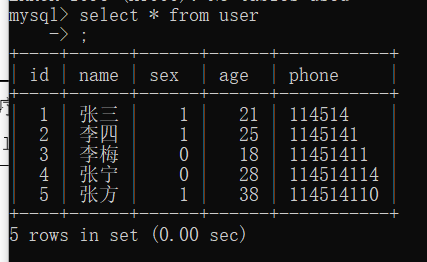 mysql> select * from user
-> ;
+----+------+-----+-----+-----------+
| id | name | sex | age | phone |
+----+------+-----+-----+-----------+
| 1 | 张三 | 1 | 21 | 114514 |
| 2 | 李四 | 1 | 25 | 1145141 |
| 3 | 李梅 | 0 | 18 | 11451411 |
| 4 | 张宁 | 0 | 28 | 114514114 |
| 5 | 张方 | 1 | 38 | 114514110 |
+----+------+-----+-----+-----------+
5 rows in set (0.00 sec)